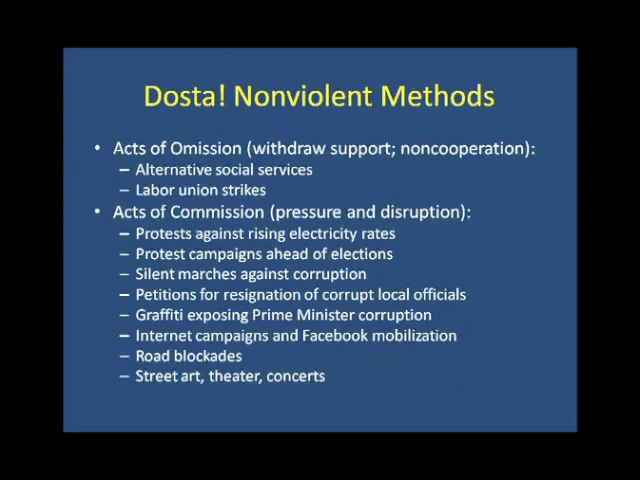 Dosta! Nonviolent Methods
• Acts of Omission (withdraw support; noncooperation):
– Alternative social services
– Labor union strikes
• Acts of Commission (pressure and disruption):
– Protests against rising electricity rates
– Protest campaigns ahead of elections
– Silent marches against corruption
– Petitions for resignation of corrupt local officials
– Graffiti exposing Prime Minister corruption
– Internet campaigns and Facebook mobilization
– Road blockades
– Street art, theater, concerts